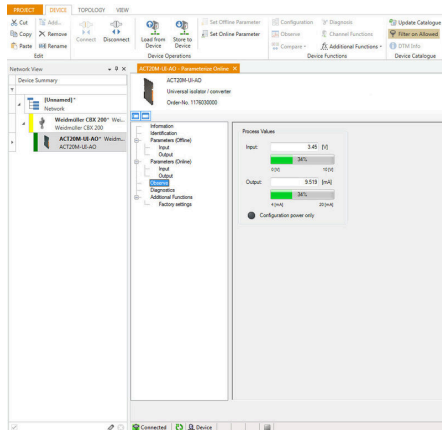 PROJECT DEVICE TOPOLOGY VIEW
Cut Add... Set Offline Parameter Configuration Diagnosis Update Catalogue
Copy Remove Set Online Parameter Observe Channel Functions Filter on Allowed
Paste Rename Connect Disconnect Load from Device Store to Device Compare Additional Functions DTM Info
Edit Device Operations Device Functions Device Catalogue
Network View
ACT20M-UI-AO - Parameterize Online
Device Summary
[Unnamed]*
Network
Weidmüller CBX 200* Wei...
Weidmüller CBX 200
ACT20M-UI-AO* Weidm...
ACT20M-UI-AO
ACT20M-UI-AO
Universal isolator / converter
Order-No. 1176030000
Information
Identification
Parameters (Offline)
Input
Output
Parameters (Online)
Input
Output
Observe
Diagnostics
Additional Functions
Factory settings
Process Values
Input: 3.45 [V]
34%
0 [V] 10 [V]
Output: 9.519 [mA]
34%
4 [mA] 20 [mA]
Configuration power only
Connected Device